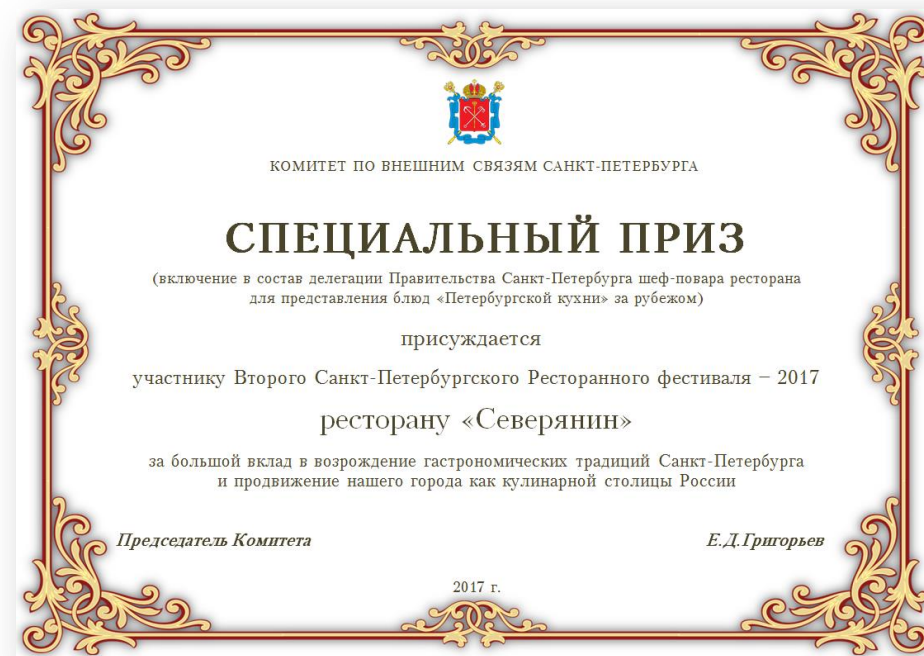 КОМИТЕТ ПО ВНЕШНИМ СВЯЗЯМ САНКТ-ПЕТЕРБУРГА
СПЕЦИАЛЬНЫЙ ПРИЗ
(включение в состав делегации Правительства Санкт-Петербурга шеф-повара ресторана
для представления блюд «Петербургской кухни» за рубежом)
присуждается
участнику Второго Санкт-Петербургского Ресторанного фестиваля – 2017
ресторану «Северянин»
за большой вклад в возрождение гастрономических традиций Санкт-Петербурга
и продвижение нашего города как кулинарной столицы России
Председатель Комитета Е.Д.Григорьев
2017 г.